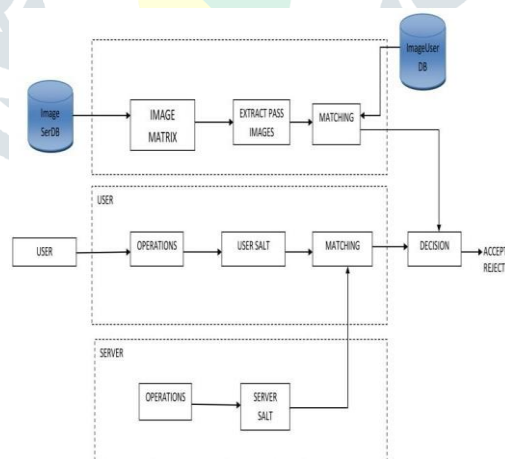 ImageUser
DB
Image
SerDB
IMAGE
MATRIX
EXTRACT PASS
IMAGES
MATCHING
USER
USER
OPERATIONS
USER SALT
MATCHING
DECISION
ACCEPT
REJECT
SERVER
OPERATIONS
SERVER
SALT